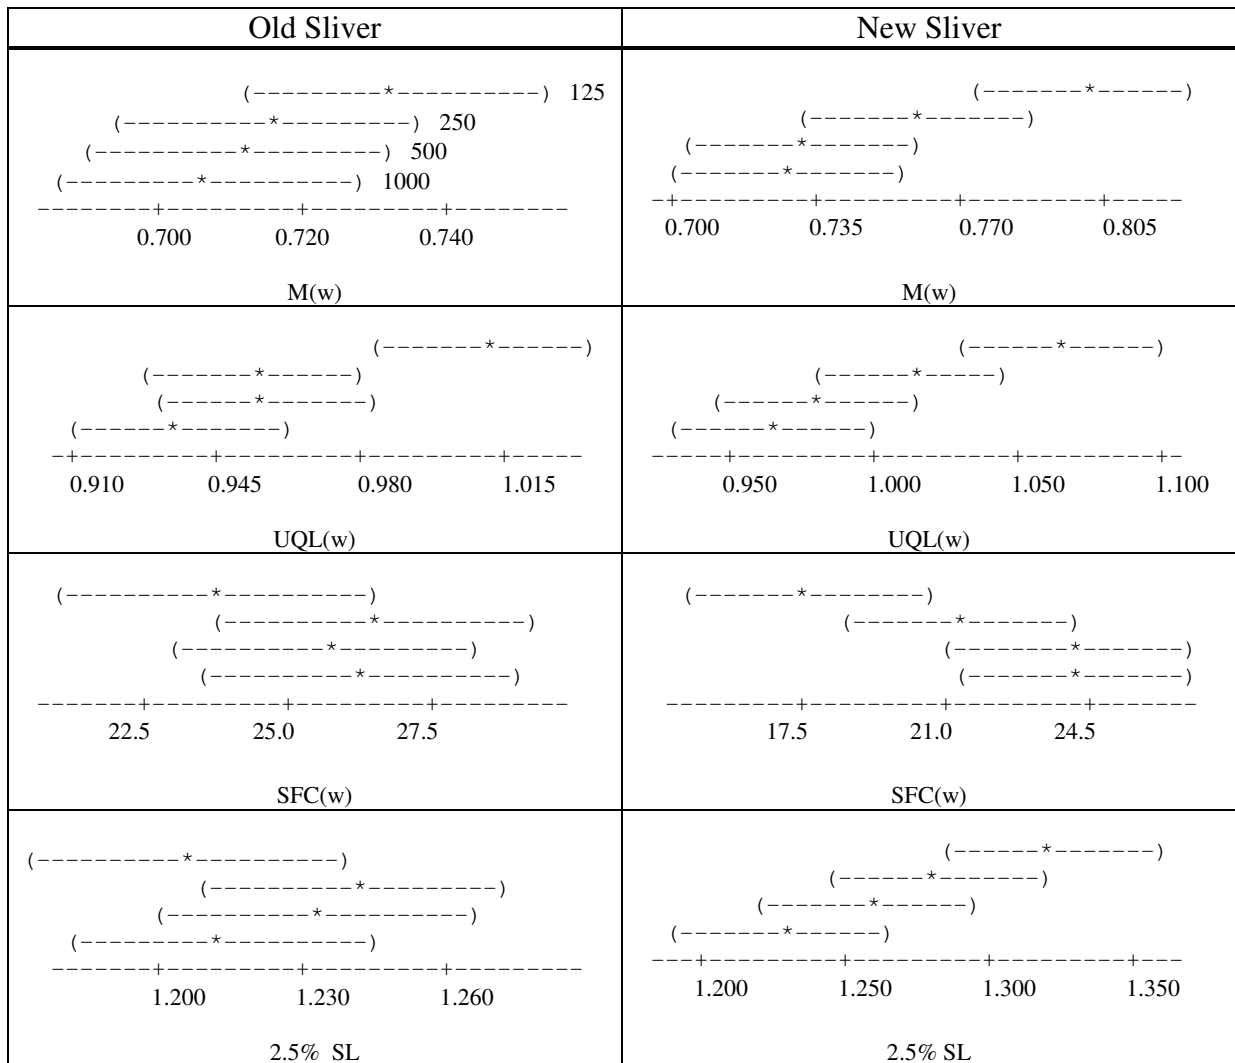 Old Sliver
New Sliver
(---------*----------) 125
(----------*---------) 250
(----------*---------) 500
(---------*----------) 1000
--------+---------+---------+--------
0.700 0.720 0.740
M(w)
(-------*------)
(-------*-------)
(-------*-------)
(-------*-------)
-+---------+---------+---------+-----
0.700 0.735 0.770 0.805
M(w)
(-------*------)
(-------*------)
(------*-------)
(------*-------)
-+---------+---------+---------+-----
0.910 0.945 0.980 1.015
UQL(w)
(------*------)
(------*-----)
(------*------)
(------*------)
-----+---------+---------+---------+-
0.950 1.000 1.050 1.100
UQL(w)
(----------*----------)
(----------*----------)
(----------*---------)
(----------*----------)
-------+---------+---------+---------
22.5 25.0 27.5
SFC(w)
(-------*--------)
(-------*-------)
(--------*-------)
(-------*-------)
---------+---------+---------+-------
17.5 21.0 24.5
SFC(w)
(----------*----------)
(----------*---------)
(----------*----------)
(---------*----------)
-------+---------+---------+---------
1.200 1.230 1.260
2.5% SL
(------*-------)
(------*-------)
(-------*------)
(-------*------)
---+---------+---------+---------+---
1.200 1.250 1.300 1.350
2.5% SL